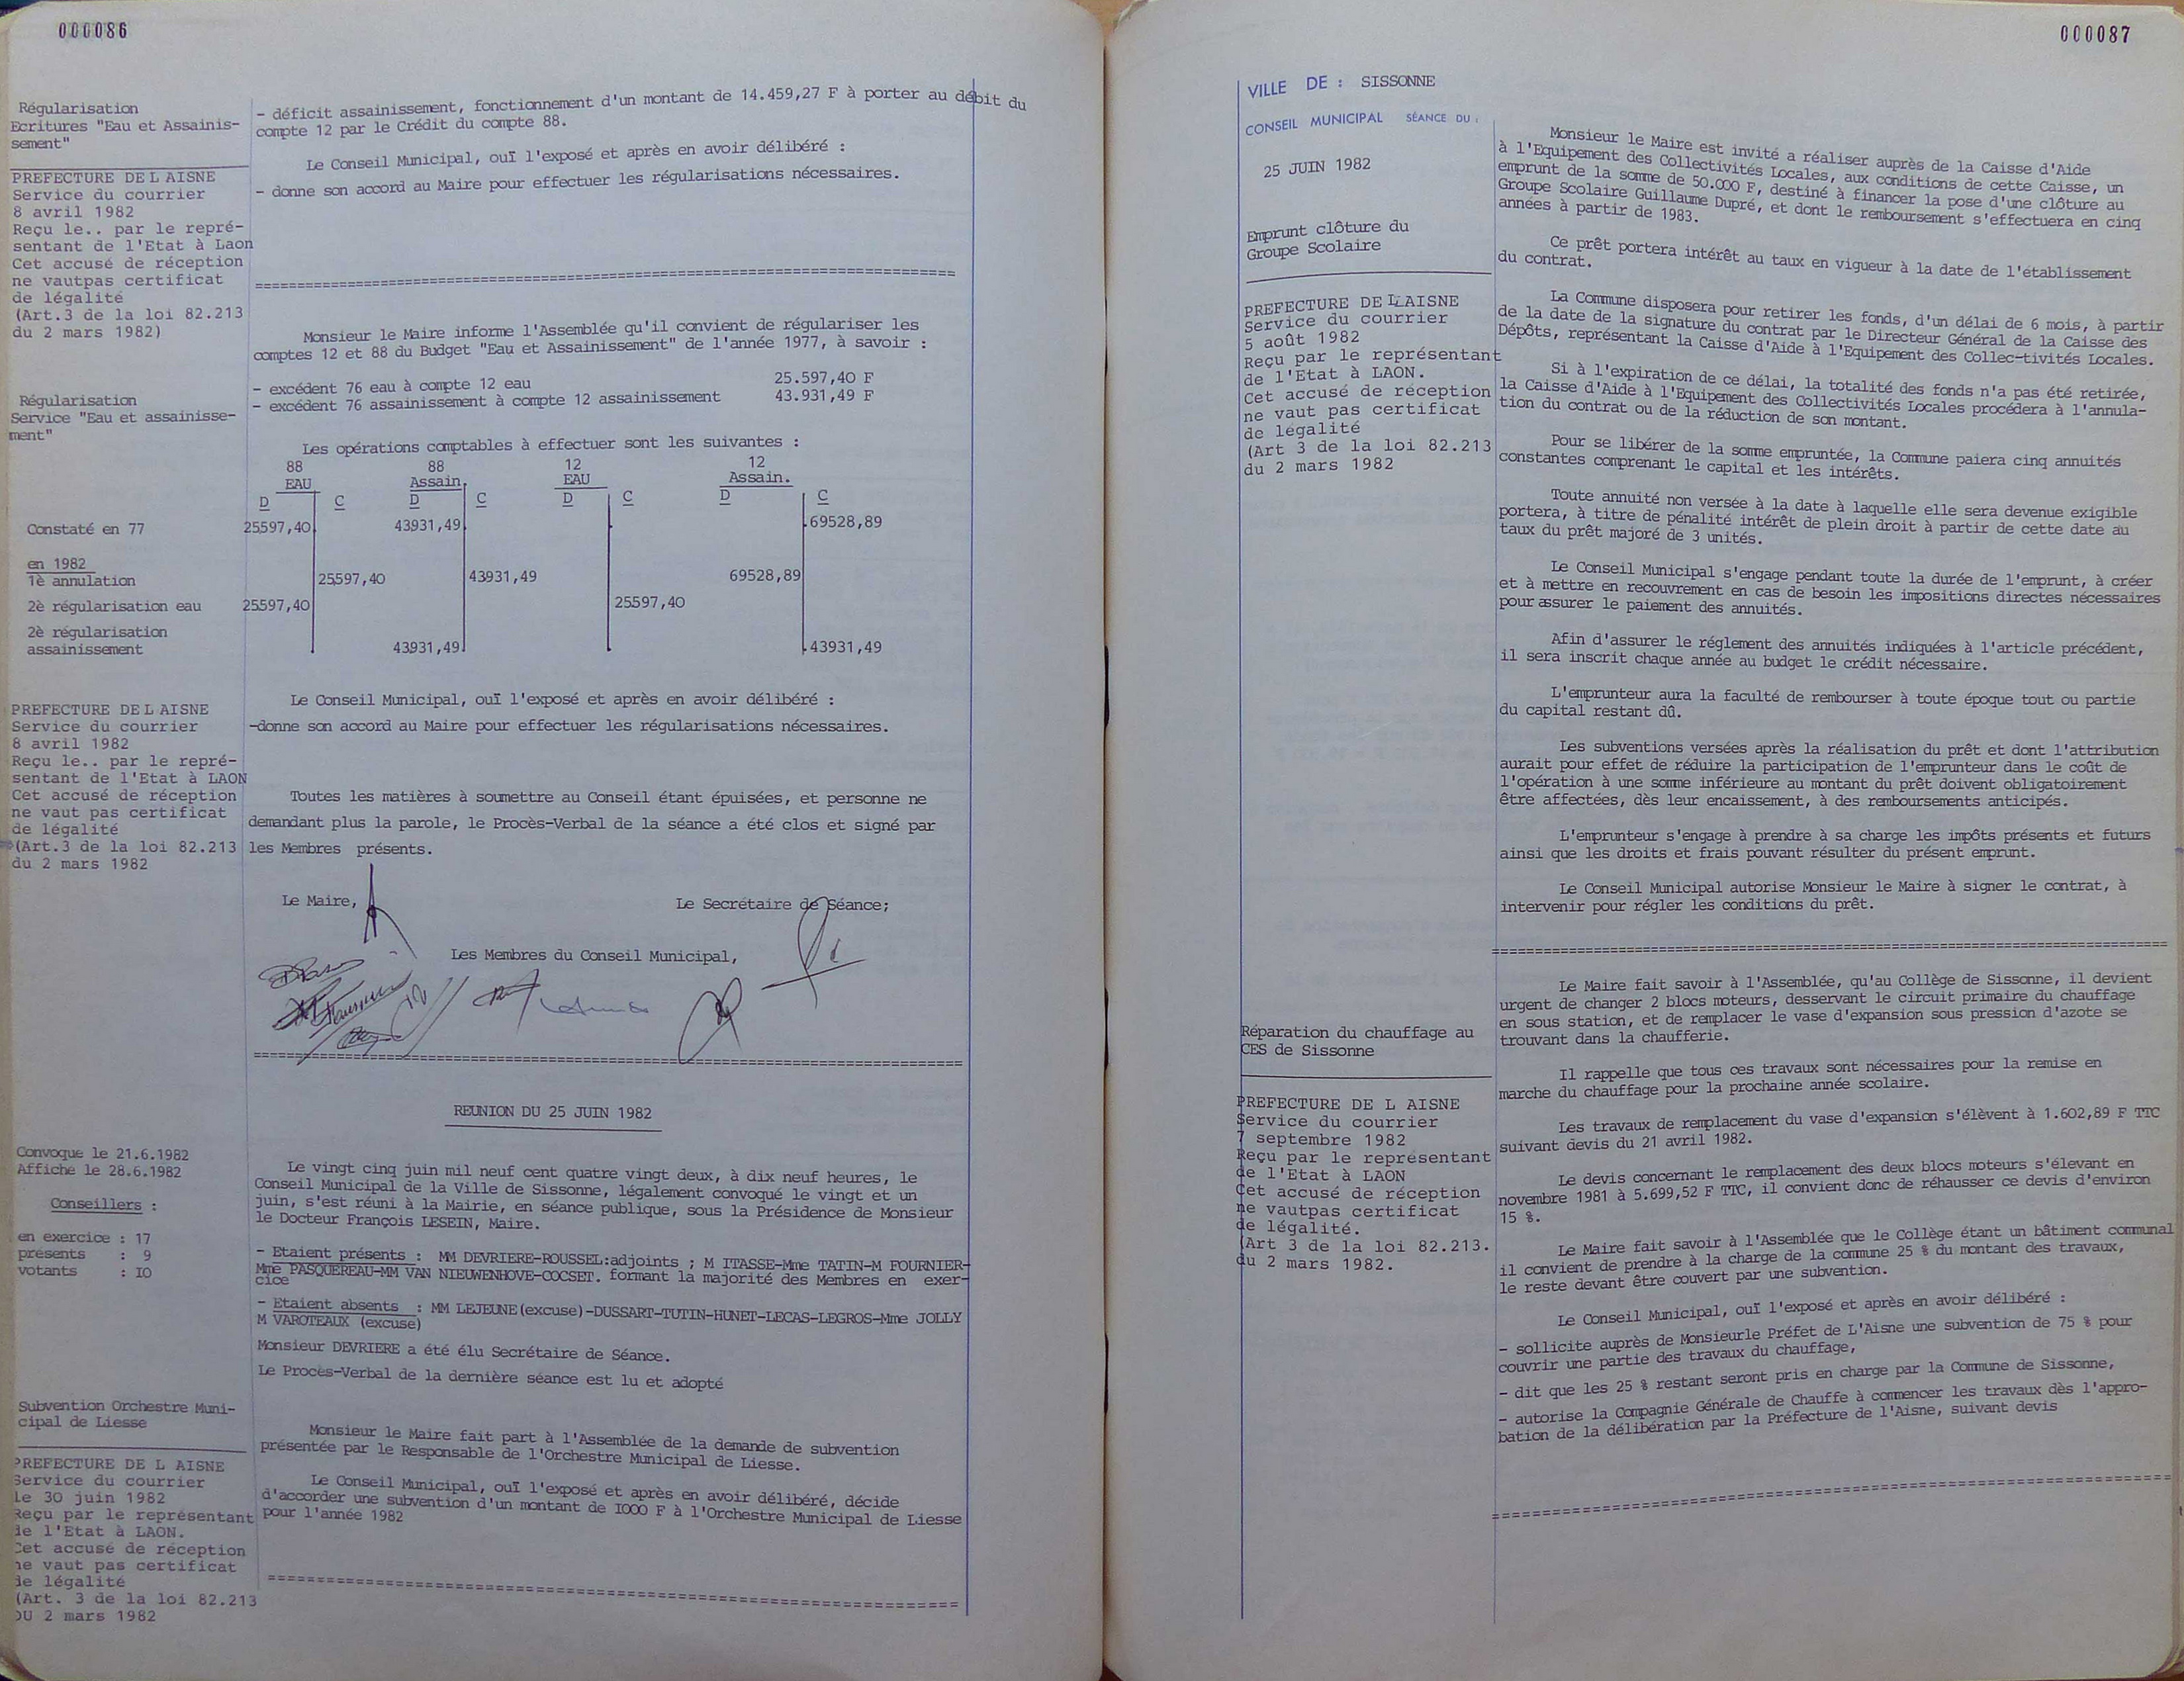 000086
Régularisation
Ecritures "Eau et Assainis-
sement"
- déficit assainissement, fonctionnement d'un montant de 14.459,27 F à porter au débit du
compte 12 par le Crédit du compte 88.
Le Conseil Municipal, ouï l'exposé et après en avoir délibéré :
- donne son accord au Maire pour effectuer les régularisations nécessaires.
PREFECTURE DE L AISNE
Service du courrier
8 avril 1982
Reçu le.. par le repré-
sentant de l'Etat à Laon
Cet accusé de réception
ne vautpas certificat
de légalité
(Art.3 de la loi 82.213
du 2 mars 1982)
================================================
Régularisation
Service "Eau et assainisse-
ment"
Monsieur le Maire informe l'Assemblée qu'il convient de régulariser les
comptes 12 et 88 du Budget "Eau et Assainissement" de l'année 1977, à savoir :
- excédent 76 eau à compte 12 eau 25.597,40 F
- excédent 76 assainissement à compte 12 assainissement 43.931,49 F
Les opérations comptables à effectuer sont les suivantes :
88 88 12 12
EAU Assain. EAU Assain.
D C D C D C D C
Constaté en 77 25597,40 43931,49 69528,89
en 1982
1è annulation 25597,40 43931,49 69528,89
2è régularisation eau 25597,40 25597,40
2è régularisation
assainissement 43931,49 43931,49
Le Conseil Municipal, ouï l'exposé et après en avoir délibéré :
-donne son accord au Maire pour effectuer les régularisations nécessaires.
PREFECTURE DE L AISNE
Service du courrier
8 avril 1982
Reçu le.. par le repré-
sentant de l'Etat à LAON
Cet accusé de réception
ne vaut pas certificat
de légalité
(Art.3 de la loi 82.213
du 2 mars 1982
Toutes les matières à soumettre au Conseil étant épuisées, et personne ne
demandant plus la parole, le Procès-Verbal de la séance a été clos et signé par
les Membres présents.
Le Maire, Le Secrétaire de Séance;
Les Membres du Conseil Municipal,
================================================
REUNION DU 25 JUIN 1982
Convoque le 21.6.1982
Affiche le 28.6.1982
Conseillers :
en exercice : 17
présents : 9
votants : IO
Le vingt cinq juin mil neuf cent quatre vingt deux, à dix neuf heures, le
Conseil Municipal de la Ville de Sissonne, légalement convoqué le vingt et un
juin, s'est réuni à la Mairie, en séance publique, sous la Présidence de Monsieur
le Docteur François LESEIN, Maire.
- Etaient présents : MM DEVRIERE-ROUSSEL:adjoints ; M ITASSE-Mme TATIN-M FOURNIER-
Mme PASQUEREAU-MM VAN NIEUWENHOVE-COCSET. formant la majorité des Membres en exer-
cice
- Etaient absents : MM LEJEUNE(excuse)-DUSSART-TUTIN-HUNET-LECAS-LEGROS-Mme JOLLY
M VAROTEAUX (excuse)
Monsieur DEVRIERE a été élu Secrétaire de Séance.
Le Procès-Verbal de la dernière séance est lu et adopté
Subvention Orchestre Muni-
cipal de Liesse
Monsieur le Maire fait part à l'Assemblée de la demande de subvention
présentée par le Responsable de l'Orchestre Municipal de Liesse.
Le Conseil Municipal, ouï l'exposé et après en avoir délibéré, décide
d'accorder une subvention d'un montant de IOOO F à l'Orchestre Municipal de Liesse
pour l'année 1982
PREFECTURE DE L AISNE
Service du courrier
Le 30 juin 1982
Reçu par le représentant
de l'Etat à LAON.
Cet accusé de réception
ne vaut pas certificat
de légalité
(Art. 3 de la loi 82.213
DU 2 mars 1982
================================================
000087
VILLE DE : SISSONNE
CONSEIL MUNICIPAL SÉANCE DU :
25 JUIN 1982
Emprunt clôture du
Groupe Scolaire
PREFECTURE DE L'AISNE
Service du courrier
5 août 1982
Reçu par le représentant
de l'Etat à LAON.
Cet accusé de réception
ne vaut pas certificat
de légalité
(Art 3 de la loi 82.213
du 2 mars 1982
Monsieur le Maire est invité a réaliser auprès de la Caisse d'Aide
à l'Equipement des Collectivités Locales, aux conditions de cette Caisse, un
emprunt de la somme de 50.000 F, destiné à financer la pose d'une clôture au
Groupe Scolaire Guillaume Dupré, et dont le remboursement s'effectuera en cinq
années à partir de 1983.
Ce prêt portera intérêt au taux en vigueur à la date de l'établissement
du contrat.
La Commune disposera pour retirer les fonds, d'un délai de 6 mois, à partir
de la date de la signature du contrat par le Directeur Général de la Caisse des
Dépôts, représentant la Caisse d'Aide à l'Equipement des Collec-tivités Locales.
Si à l'expiration de ce délai, la totalité des fonds n'a pas été retirée,
la Caisse d'Aide à l'Equipement des Collectivités Locales procédera à l'annula-
tion du contrat ou de la réduction de son montant.
Pour se libérer de la somme empruntée, la Commune paiera cinq annuités
constantes comprenant le capital et les intérêts.
Toute annuité non versée à la date à laquelle elle sera devenue exigible
portera, à titre de pénalité intérêt de plein droit à partir de cette date au
taux du prêt majoré de 3 unités.
Le Conseil Municipal s'engage pendant toute la durée de l'emprunt, à créer
et à mettre en recouvrement en cas de besoin les impositions directes nécessaires
pour assurer le paiement des annuités.
Afin d'assurer le réglement des annuités indiquées à l'article précédent,
il sera inscrit chaque année au budget le crédit nécessaire.
L'emprunteur aura la faculté de rembourser à toute époque tout ou partie
du capital restant dû.
Les subventions versées après la réalisation du prêt et dont l'attribution
aurait pour effet de réduire la participation de l'emprunteur dans le coût de
l'opération à une somme inférieure au montant du prêt doivent obligatoirement
être affectées, dès leur encaissement, à des remboursements anticipés.
L'emprunteur s'engage à prendre à sa charge les impôts présents et futurs
ainsi que les droits et frais pouvant résulter du présent emprunt.
Le Conseil Municipal autorise Monsieur le Maire à signer le contrat, à
intervenir pour régler les conditions du prêt.
================================================
Réparation du chauffage au
CES de Sissonne
PREFECTURE DE L AISNE
Service du courrier
7 septembre 1982
Reçu par le représentant
de l'Etat à LAON
Cet accusé de réception
ne vautpas certificat
de légalité.
(Art 3 de la loi 82.213.
du 2 mars 1982.
Le Maire fait savoir à l'Assemblée, qu'au Collège de Sissonne, il devient
urgent de changer 2 blocs moteurs, desservant le circuit primaire du chauffage
en sous station, et de remplacer le vase d'expansion sous pression d'azote se
trouvant dans la chaufferie.
Il rappelle que tous ces travaux sont nécessaires pour la remise en
marche du chauffage pour la prochaine année scolaire.
Les travaux de remplacement du vase d'expansion s'élèvent à 1.602,89 F TTC
suivant devis du 21 avril 1982.
Le devis concernant le remplacement des deux blocs moteurs s'élevant en
novembre 1981 à 5.699,52 F TTC, il convient donc de réhausser ce devis d'environ
15 %.
Le Maire fait savoir à l'Assemblée que le Collège étant un bâtiment communal
il convient de prendre à la charge de la commune 25 % du montant des travaux,
le reste devant être couvert par une subvention.
Le Conseil Municipal, ouï l'exposé et après en avoir délibéré :
- sollicite auprès de Monsieurle Préfet de L'Aisne une subvention de 75 % pour
couvrir une partie des travaux du chauffage,
- dit que les 25 % restant seront pris en charge par la Commune de Sissonne,
- autorise la Compagnie Générale de Chauffe à commencer les travaux dès l'appro-
bation de la délibération par la Préfecture de l'Aisne, suivant devis
================================================